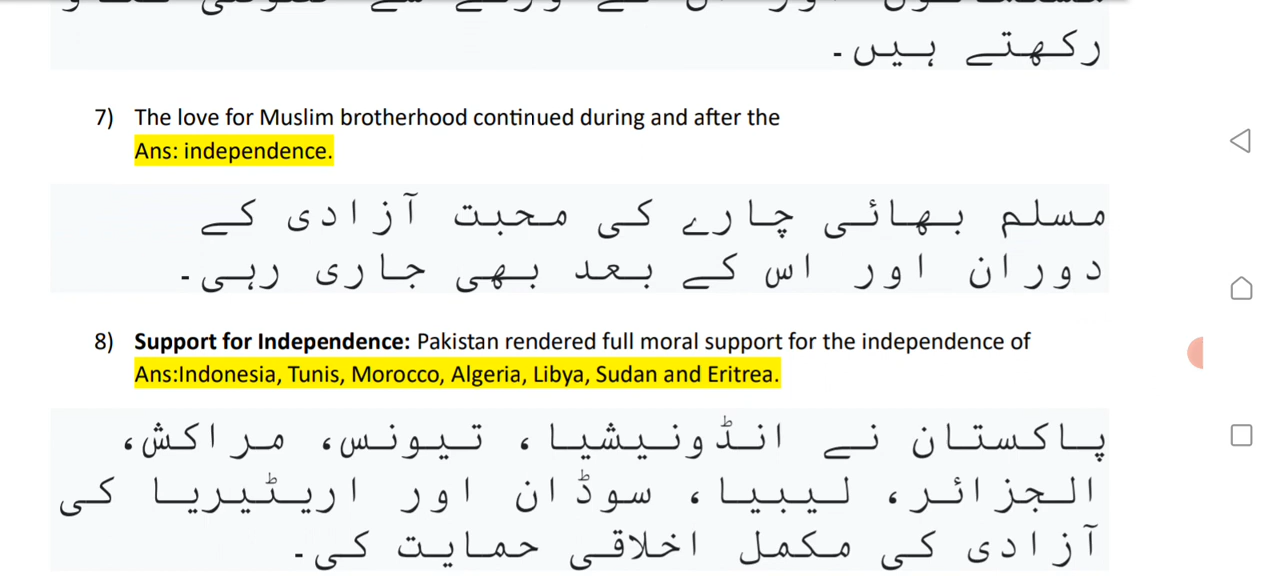 رکھتے ہیں۔
7) The love for Muslim brotherhood continued during and after the
Ans: independence.
مسلم بھائی چارے کی محبت آزادی کے
دوران اور اس کے بعد بھی جاری رہی۔
8) Support for Independence: Pakistan rendered full moral support for the independence of
Ans:Indonesia, Tunis, Morocco, Algeria, Libya, Sudan and Eritrea.
پاکستان نے انڈونیشیا، تیونس، مراکش،
الجزائر، لیبیا، سوڈان اور اریٹیریا کی
آزادی کی مکمل اخلاقی حمایت کی۔